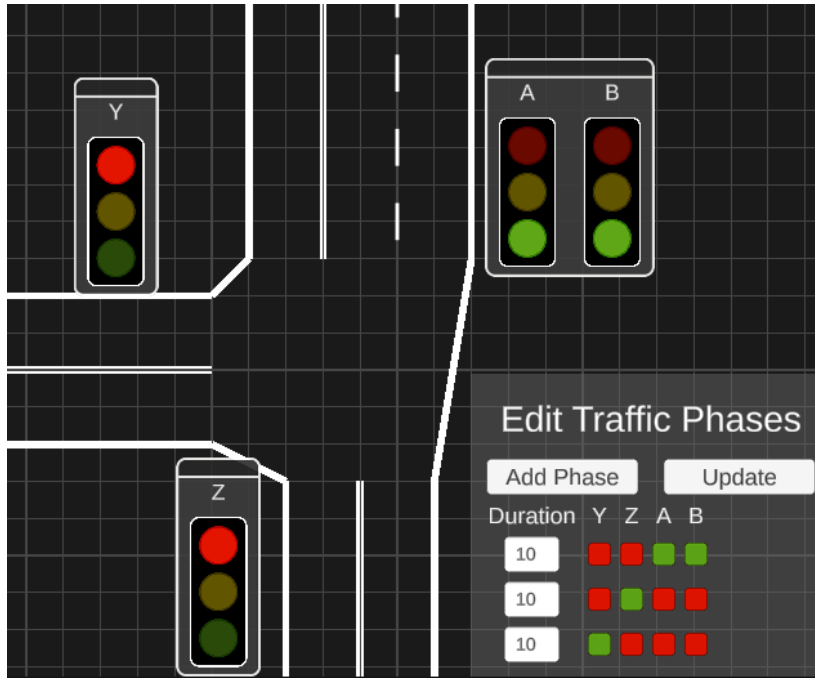 Y
A B
Z
Edit Traffic Phases
Add Phase Update
Duration Y Z A B
10
10
10